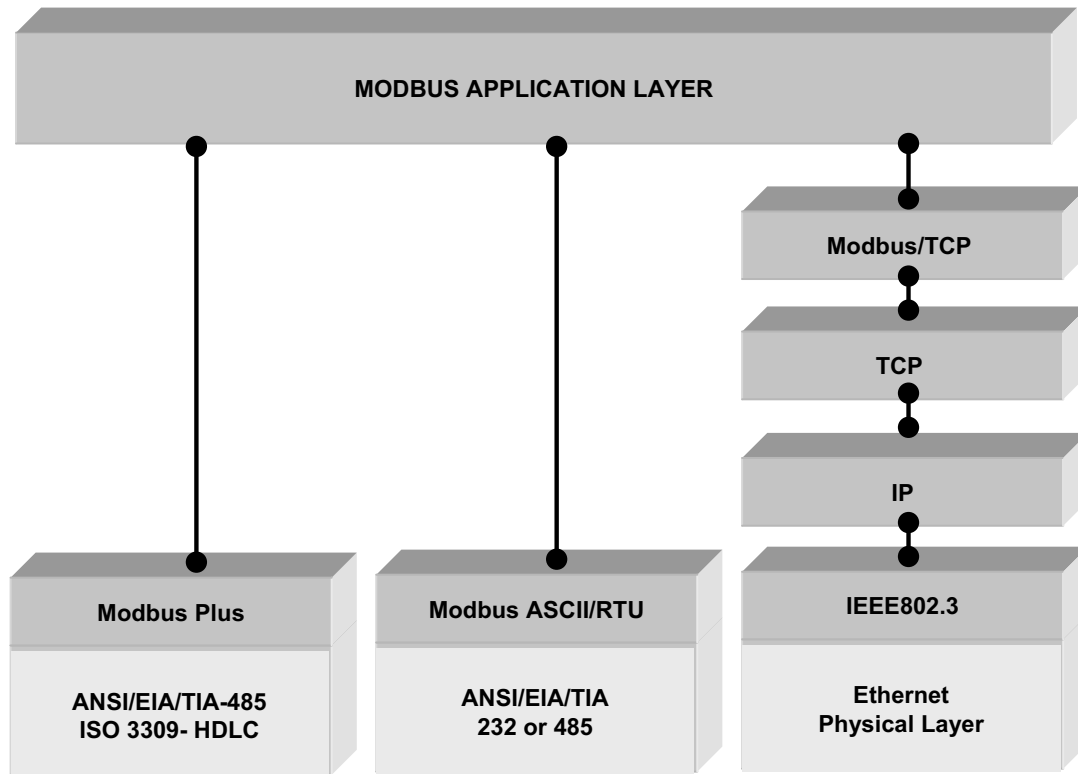 MODBUS APPLICATION LAYER
Modbus/TCP
TCP
IP
Modbus Plus
Modbus ASCII/RTU
IEEE802.3
ANSI/EIA/TIA-485
ISO 3309- HDLC
ANSI/EIA/TIA
232 or 485
Ethernet
Physical Layer